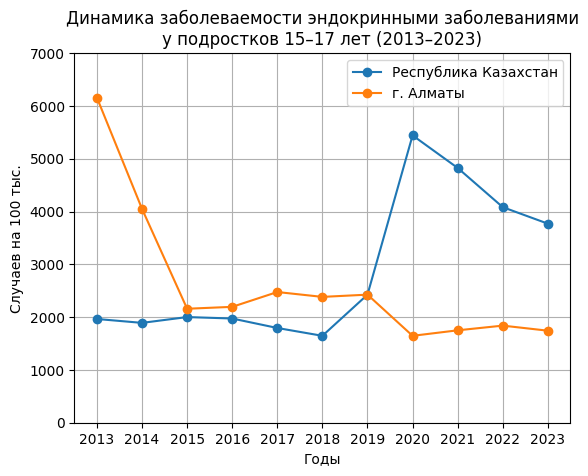 Динамика заболеваемости эндокринными заболеваниями
у подростков 15–17 лет (2013–2023)
Республика Казахстан
г. Алматы
Случаев на 100 тыс.
7000
6000
5000
4000
3000
2000
1000
0
2013 2014 2015 2016 2017 2018 2019 2020 2021 2022 2023
Годы